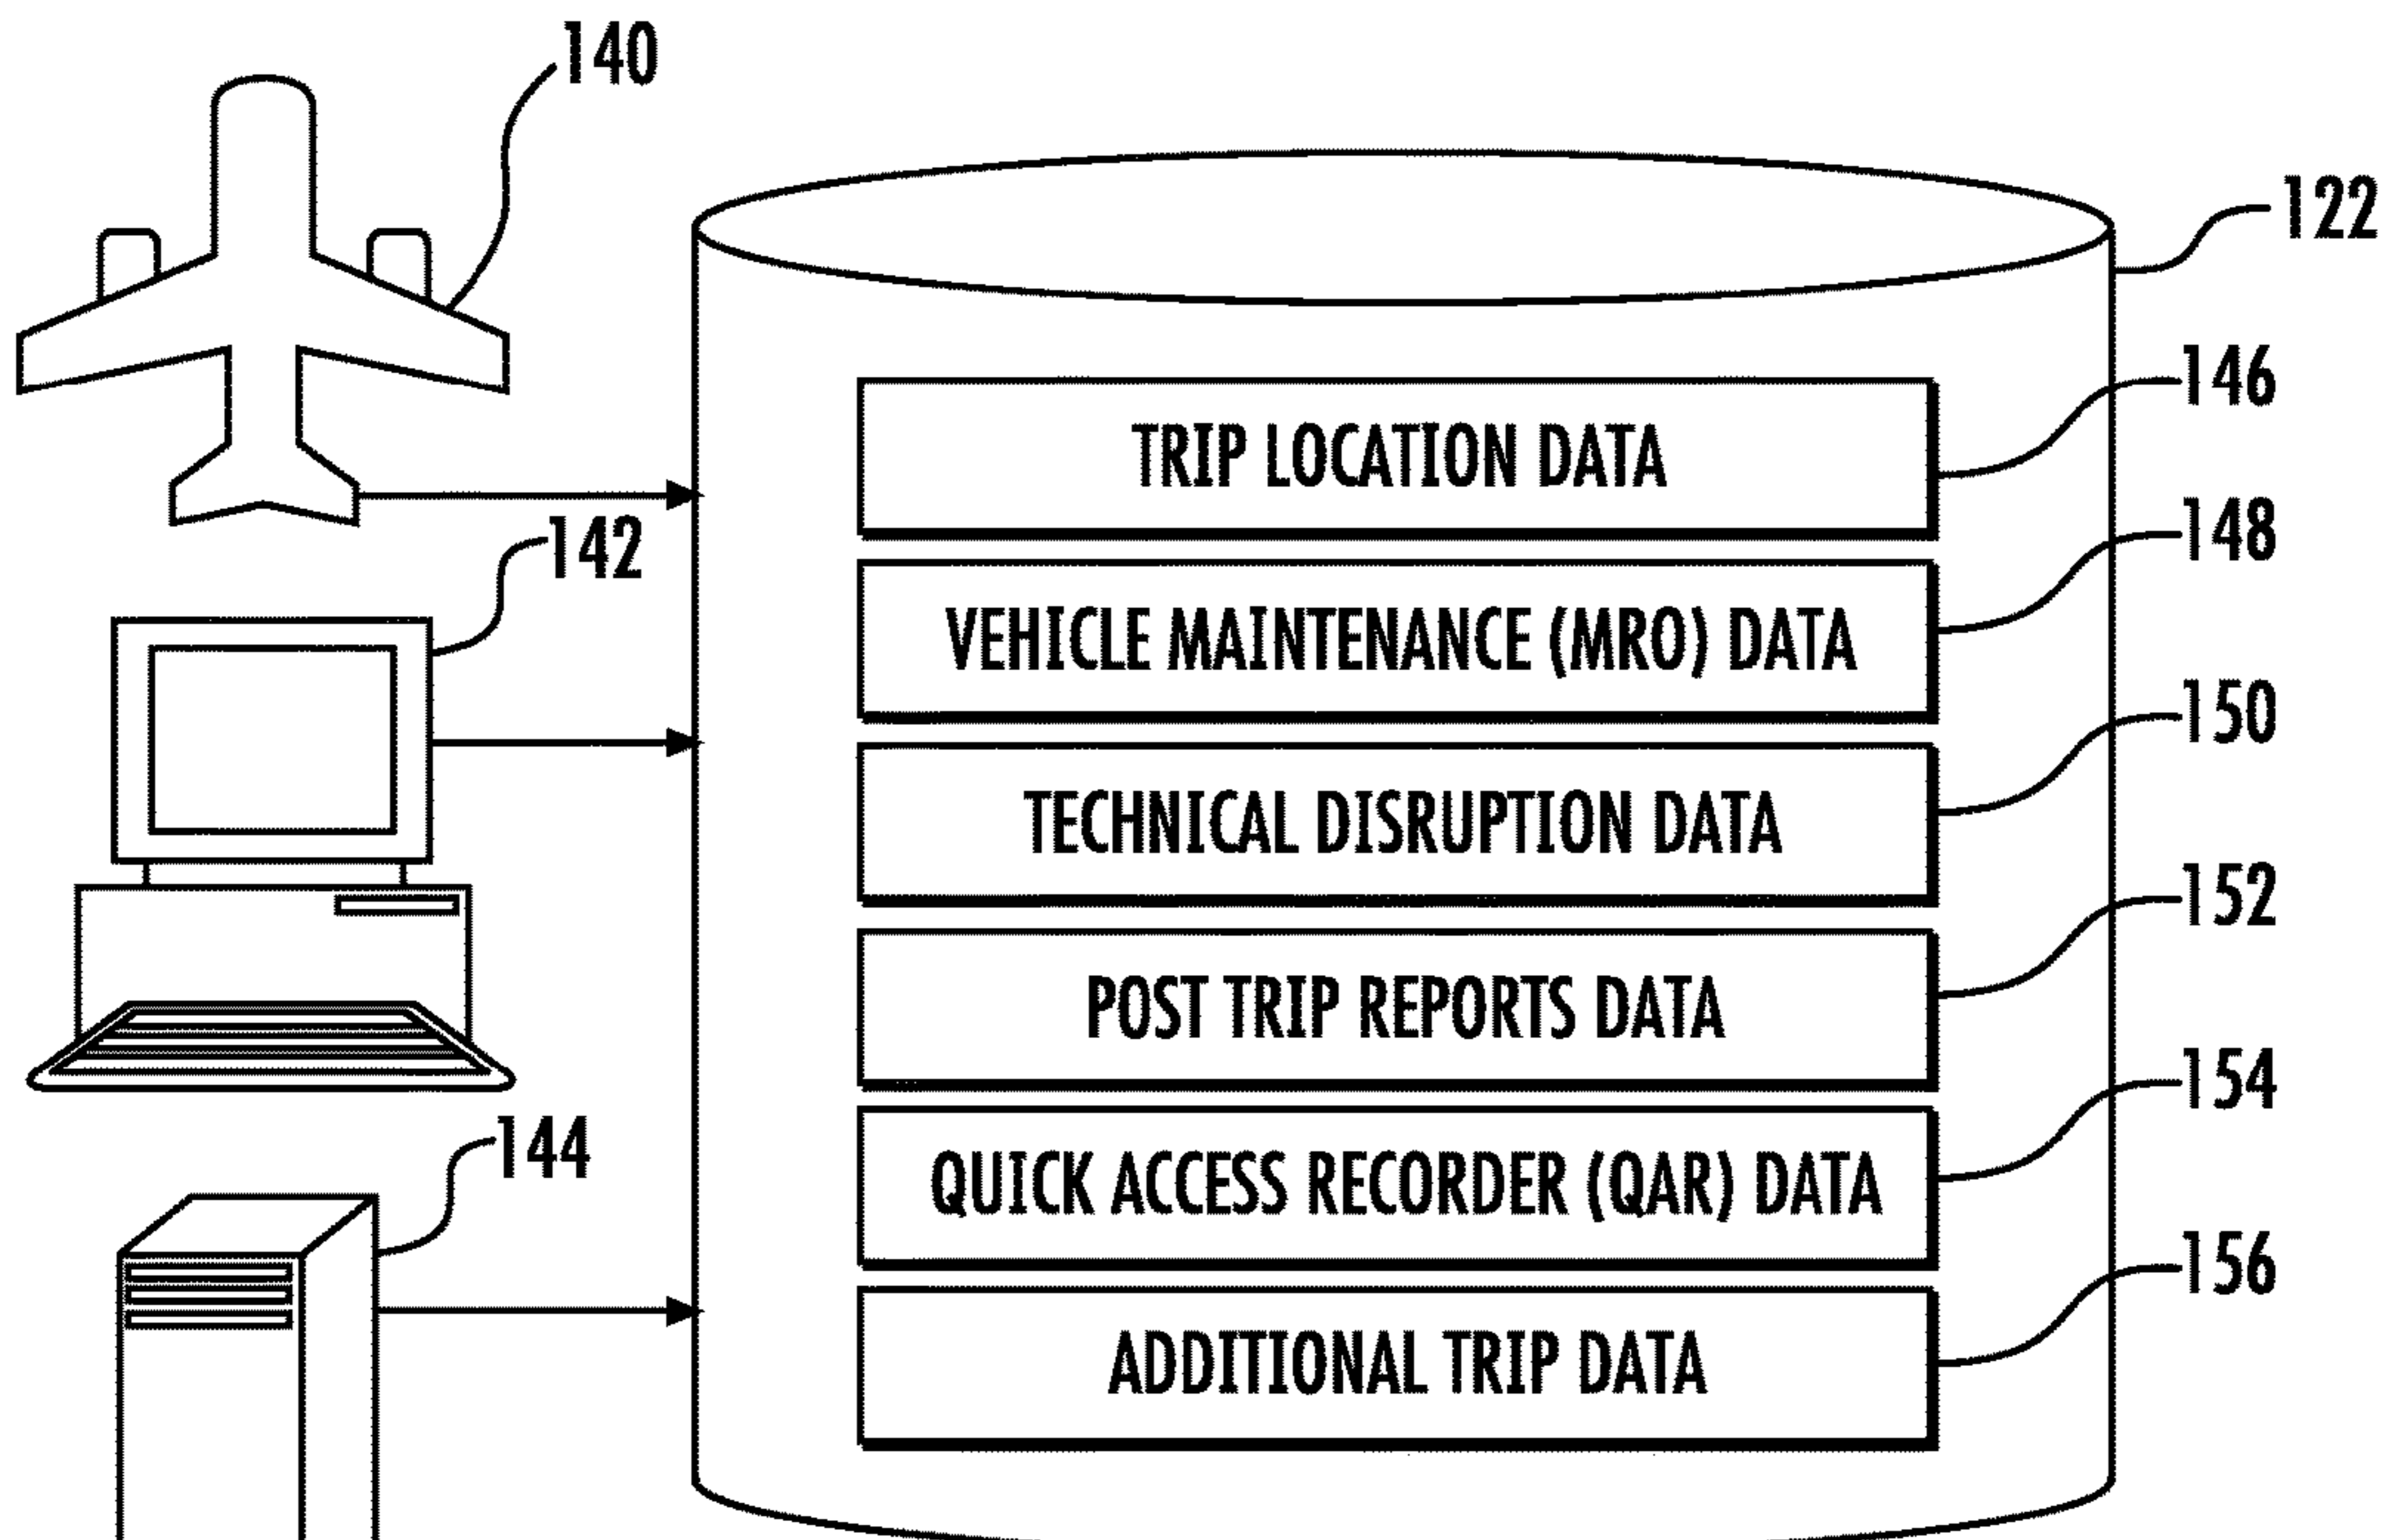 140
122
146
TRIP LOCATION DATA
148
142
VEHICLE MAINTENANCE (MRO) DATA
150
TECHNICAL DISRUPTION DATA
152
POST TRIP REPORTS DATA
154
144
QUICK ACCESS RECORDER (QAR) DATA
156
ADDITIONAL TRIP DATA